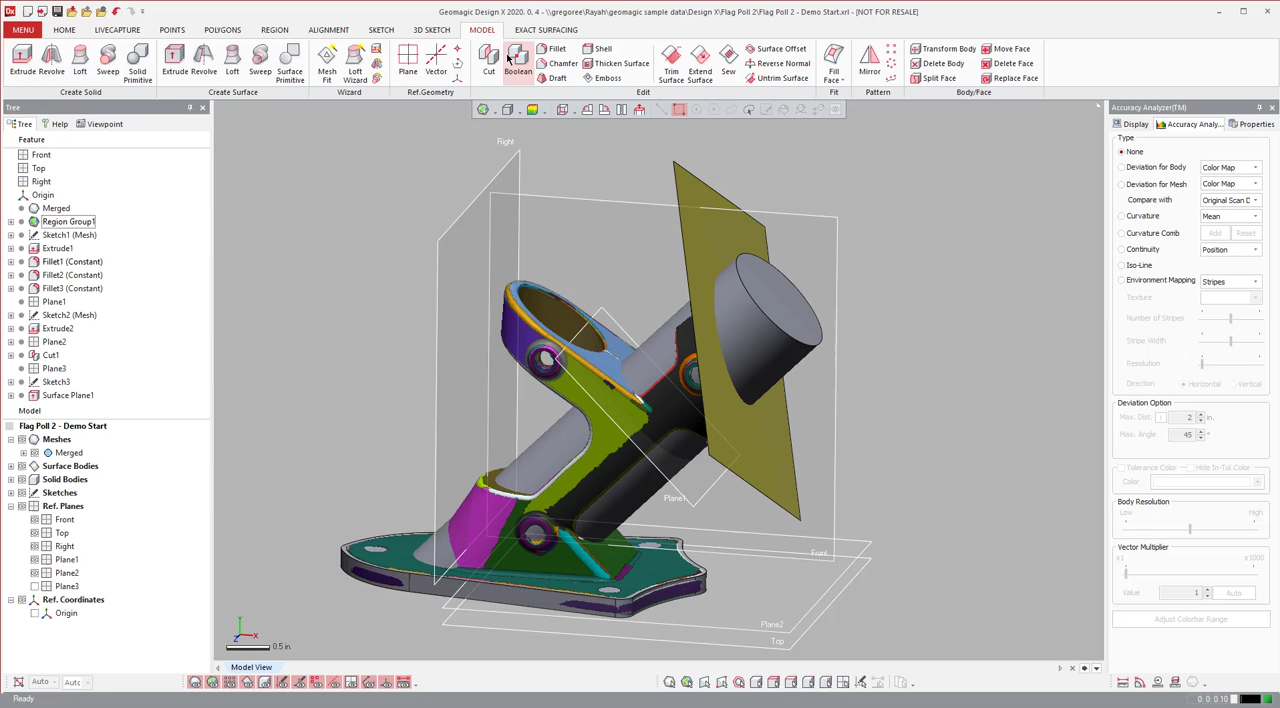 Geomagic Design X 2020. 0. 4 - \\gregoree\Rayah\geomagic sample data\Design X\Flag Poll 2\Flag Poll 2 - Demo Start.xrl - [NOT FOR RESALE]
MENU HOME LIVECAPTURE POINTS POLYGONS REGION ALIGNMENT SKETCH 3D SKETCH MODEL EXACT SURFACING
Extrude Revolve Loft Sweep Solid Primitive
Create Solid
Extrude Revolve Loft Sweep Surface Primitive
Create Surface
Mesh Fit Loft Wizard
Wizard
Plane Vector
Ref.Geometry
Cut Boolean
Fillet Shell
Chamfer Thicken Surface
Draft Emboss
Trim Surface Extend Surface Sew
Surface Offset
Surface Normal
Untrim Surface
Edit
Fill Face
Fit
Mirror
Pattern
Transform Body Move Face
Delete Body Delete Face
Split Face Replace Face
Body/Face
Tree
Tree Help Viewpoint
Feature
Front
Top
Right
Origin
Merged
Region Group1
Sketch1 (Mesh)
Extrude1
Fillet1 (Constant)
Fillet2 (Constant)
Fillet3 (Constant)
Plane1
Sketch2 (Mesh)
Extrude2
Plane2
Cut1
Plane3
Sketch3
Surface Plane1
Model
Flag Poll 2 - Demo Start
Meshes
Merged
Surface Bodies
Solid Bodies
Sketches
Ref. Planes
Front
Top
Right
Plane1
Plane2
Plane3
Ref. Coordinates
Origin
Right
Plane1
Front
Plane2
Top
Y
X
Z
0.5 in.
Model View
Accuracy Analyzer(TM)
Display Accuracy Analy... Properties
Type
None
Deviation for Body Color Map
Deviation for Mesh Color Map
Compare with Original Scan D
Curvature Mean
Curvature Comb Add Reset
Continuity Position
Iso-Line
Environment Mapping Stripes
Texture
Number of Stripes
Stripe Width
Resolution
Direction Horizontal Vertical
Deviation Option
Max. Dist. 2 in.
Max. Angle 45 °
Tolerance Color Hide In-Tol.Color
Color
Body Resolution
Low High
Vector Multiplier
x1 x1000
Value 1 Auto
Adjust Colorbar Range
Auto Auto
Ready
0: 0: 0.10